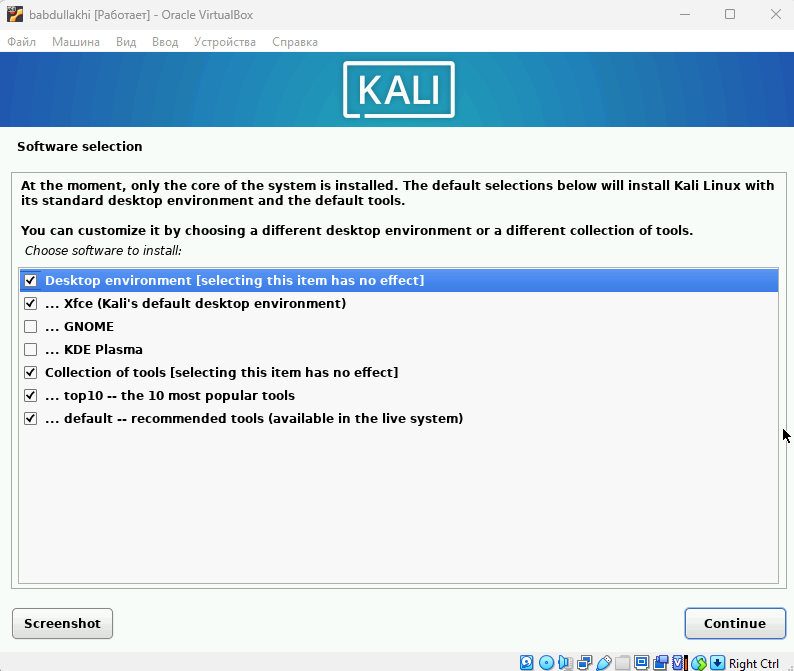 babdullakhi [Работает] - Oracle VirtualBox
Файл Машина Вид Ввод Устройства Справка
KALI
Software selection
At the moment, only the core of the system is installed. The default selections below will install Kali Linux with
its standard desktop environment and the default tools.
You can customize it by choosing a different desktop environment or a different collection of tools.
Choose software to install:
Desktop environment [selecting this item has no effect]
... Xfce (Kali's default desktop environment)
... GNOME
... KDE Plasma
Collection of tools [selecting this item has no effect]
... top10 -- the 10 most popular tools
... default -- recommended tools (available in the live system)
Screenshot Continue
Right Ctrl